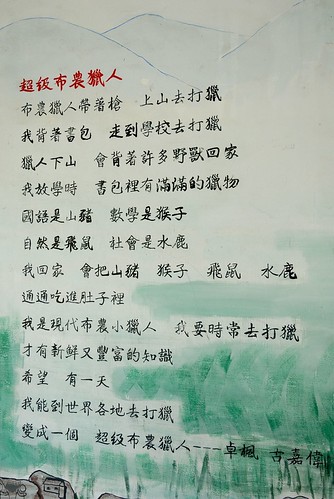 超级布農獵人
布農獵人帶著槍 上山去打獵
我背著書包 走到學校去打獵
獵人下山 會背著許多野獸回家
我放學時 書包裡有滿滿的獵物
國語是山豬 數學是猴子
自然是飛鼠 社會是水鹿
我回家 會把山豬 猴子 飛鼠 水鹿
通通吃進肚子裡
我是現代布農小獵人 我要時常去打獵
才有新鮮又豐富的知識
希望 有一天
我能到世界各地去打獵
變成一個 超级布農獵人---卓楓 古嘉偉